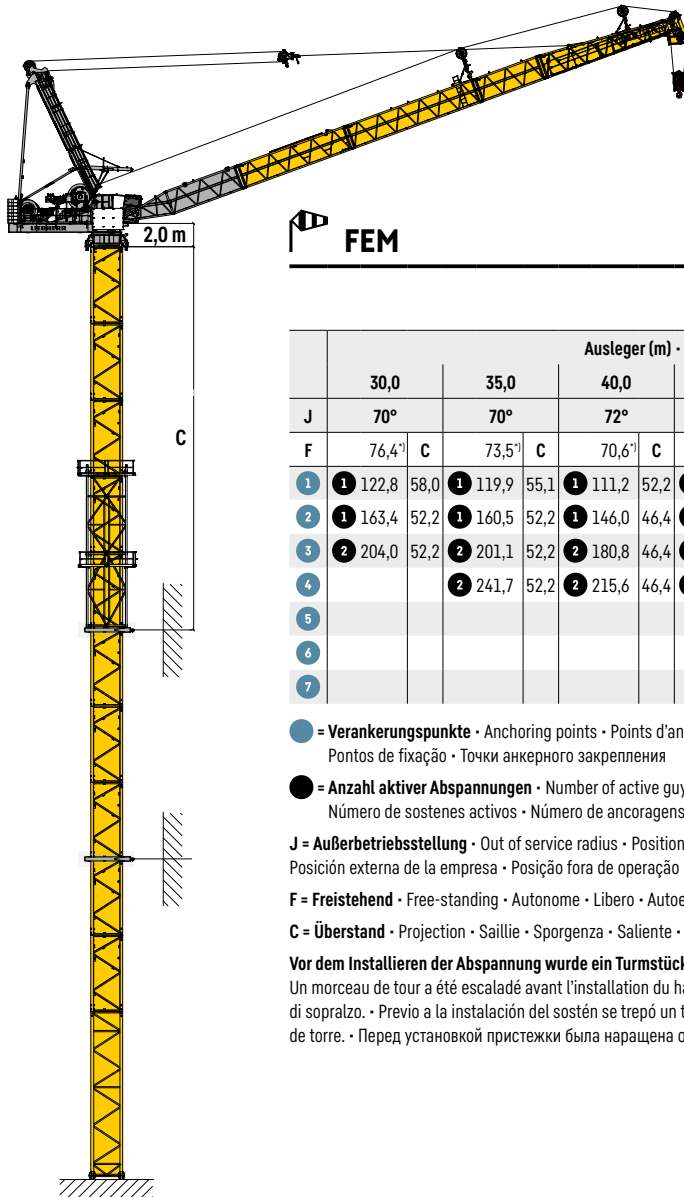 LIEBHERR
2,0 m
C
FEM
Ausleger (m) ·
30,0 35,0 40,0
J 70° 70° 72°
F 76,4*) C 73,5*) C 70,6*) C
1 1 122,8 58,0 1 119,9 55,1 1 111,2 52,2
2 1 163,4 52,2 1 160,5 52,2 1 146,0 46,4
3 2 204,0 52,2 2 201,1 52,2 2 180,8 46,4
4 2 241,7 52,2 2 215,6 46,4
5
6
7
= Verankerungspunkte · Anchoring points · Points d'an
Pontos de fixação · Точки анкерного закрепления
= Anzahl aktiver Abspannungen · Number of active guy
Número de sostenes activos · Número de ancoragens
J = Außerbetriebsstellung · Out of service radius · Position
Posición externa de la empresa · Posição fora de operação
F = Freistehend · Free-standing · Autonome · Libero · Autoe
C = Überstand · Projection · Saillie · Sporgenza · Saliente ·
Vor dem Installieren der Abspannung wurde ein Turmstück
Un morceau de tour a été escaladé avant l'installation du ha
di sopralzo. · Previo a la instalación del sostén se trepó un t
de torre. · Перед установкой пристежки была наращена о